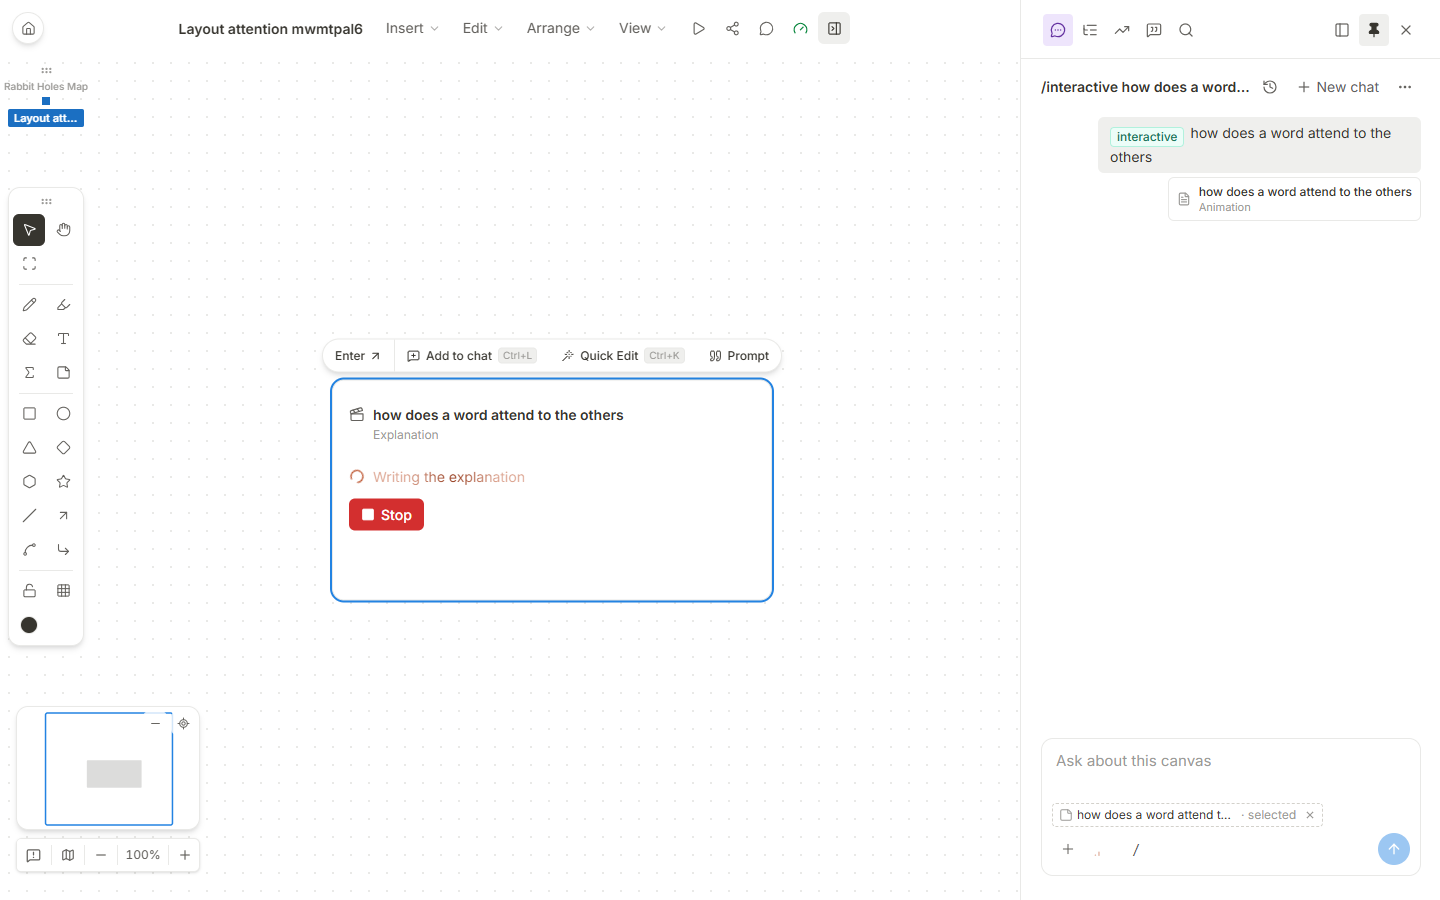 Layout attention mwmtpal6
Insert
Edit
Arrange
View
Rabbit Holes Map
Layout att...
Enter
Add to chat Ctrl+L
Quick Edit Ctrl+K
Prompt
how does a word attend to the others
Explanation
Writing the explanation
Stop
100%
/interactive how does a word...
New chat
interactive how does a word attend to the
others
how does a word attend to the others
Animation
Ask about this canvas
how does a word attend t... · selected
/